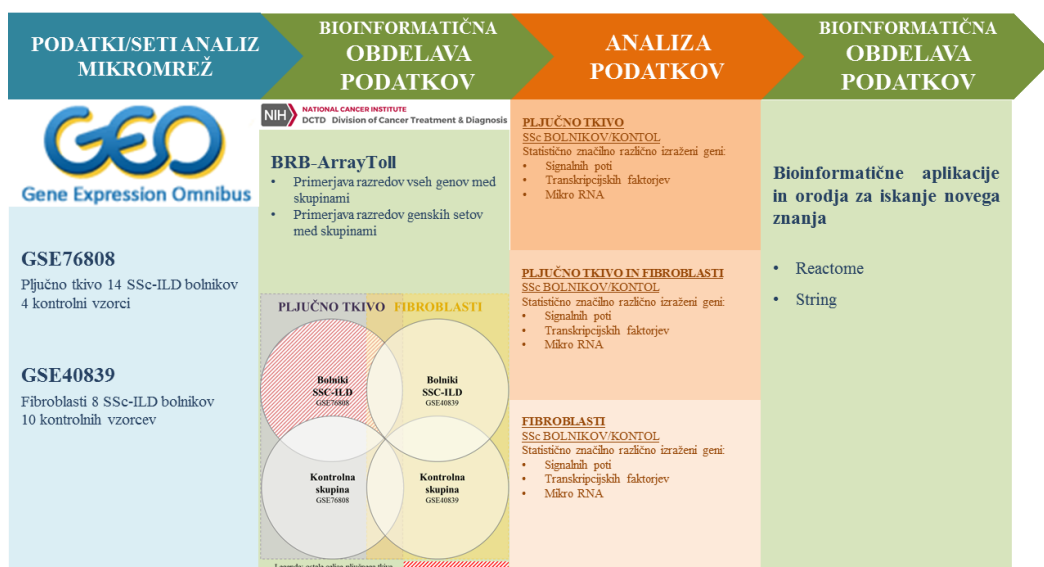 PODATKI/SETI ANALIZ
MIKROMREŽ
BIOINFORMATIČNA
OBDELAVA
PODATKOV
ANALIZA
PODATKOV
BIOINFORMATIČNA
OBDELAVA
PODATKOV
GEO
Gene Expression Omnibus
GSE76808
Pljučno tkivo 14 SSc-ILD bolnikov
4 kontrolni vzorci
GSE40839
Fibroblasti 8 SSc-ILD bolnikov
10 kontrolnih vzorcev
NIH
NATIONAL CANCER INSTITUTE
DCTD Division of Cancer Treatment & Diagnosis
BRB-ArrayToll
• Primerjava razredov vseh genov med
skupinami
• Primerjava razredov genskih setov
med skupinami
PLJUČNO TKIVO FIBROBLASTI
Bolniki
SSC-ILD
GSE76808
Bolniki
SSC-ILD
GSE40839
Kontrolna
skupina
GSE76808
Kontrolna
skupina
GSE40839
PLJUČNO TKIVO
SSc BOLNIKOV/KONTOL
Statistično značilno različno izraženi geni:
• Signalnih poti
• Transkripcijskih faktorjev
• Mikro RNA
PLJUČNO TKIVO IN FIBROBLASTI
SSc BOLNIKOV/KONTOL
Statistično značilno različno izraženi geni:
• Signalnih poti
• Transkripcijskih faktorjev
• Mikro RNA
FIBROBLASTI
SSc BOLNIKOV/KONTOL
Statistično značilno različno izraženi geni:
• Signalnih poti
• Transkripcijskih faktorjev
• Mikro RNA
Bioinformatične aplikacije
in orodja za iskanje novega
znanja
• Reactome
• String